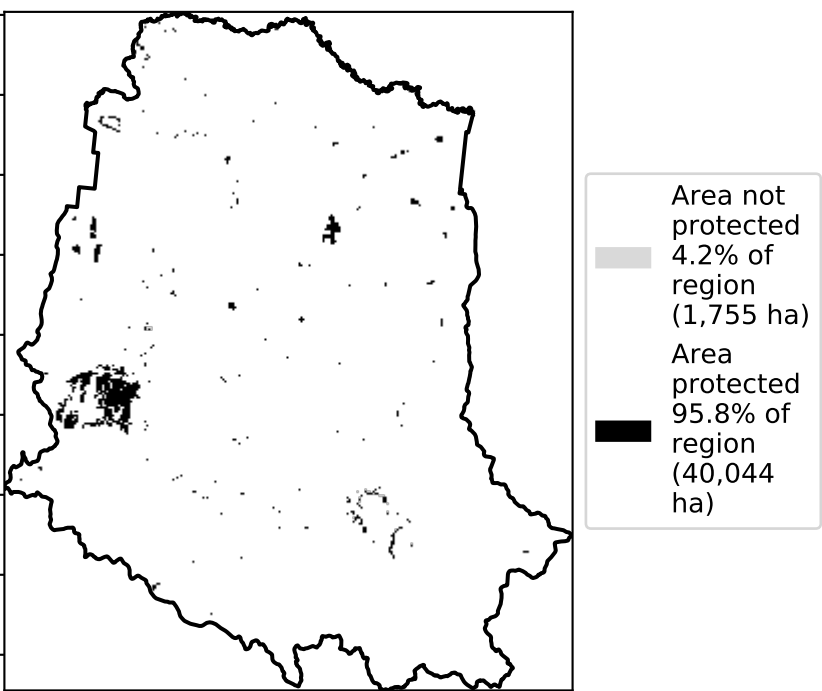 Area not
protected
4.2% of
region
(1,755 ha)
Area
protected
95.8% of
region
(40,044
ha)